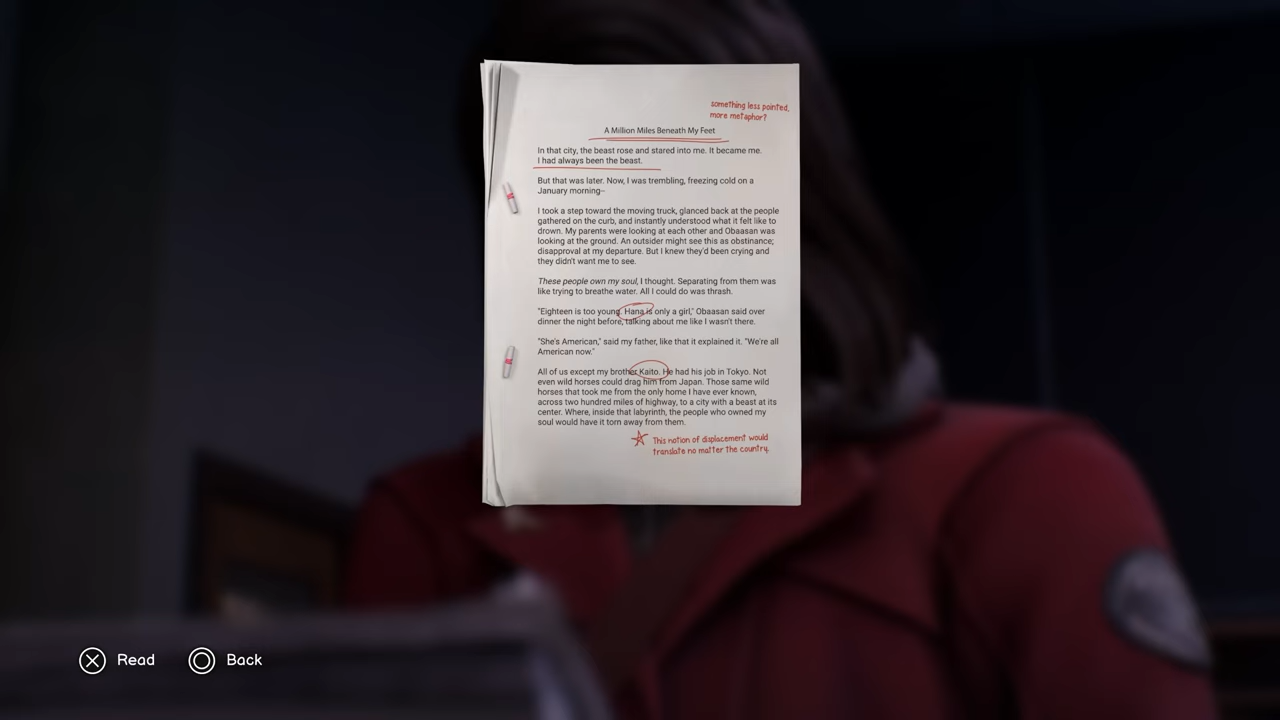 something less pointed,
more metaphor?
A Million Miles Beneath My Feet
In that city, the beast rose and stared into me. It became me.
I had always been the beast.
But that was later. Now, I was trembling, freezing cold on a
January morning–
I took a step toward the moving truck, glanced back at the people
gathered on the curb, and instantly understood what it felt like to
drown. My parents were looking at each other and Obaasan was
looking at the ground. An outsider might see this as obstinance;
disapproval at my departure. But I knew they'd been crying and
they didn't want me to see.
These people own my soul, I thought. Separating from them was
like trying to breathe water. All I could do was thrash.
"Eighteen is too young. Hana is only a girl," Obaasan said over
dinner the night before, talking about me like I wasn't there.
"She's American," said my father, like that it explained it. "We're all
American now."
All of us except my brother Kaito. He had his job in Tokyo. Not
even wild horses could drag him from Japan. Those same wild
horses that took me from the only home I have ever known,
across two hundred miles of highway, to a city with a beast at its
center. Where, inside that labyrinth, the people who owned my
soul would have it torn away from them.
This notion of displacement would
translate no matter the country.
Read
Back